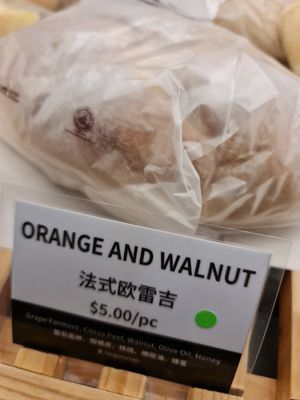 ORANGE AND WALNUT
法式欧雷吉
$5.00/pc
Grape Ferment, Citrus Peel, Walnut, Olive Oil, Honey